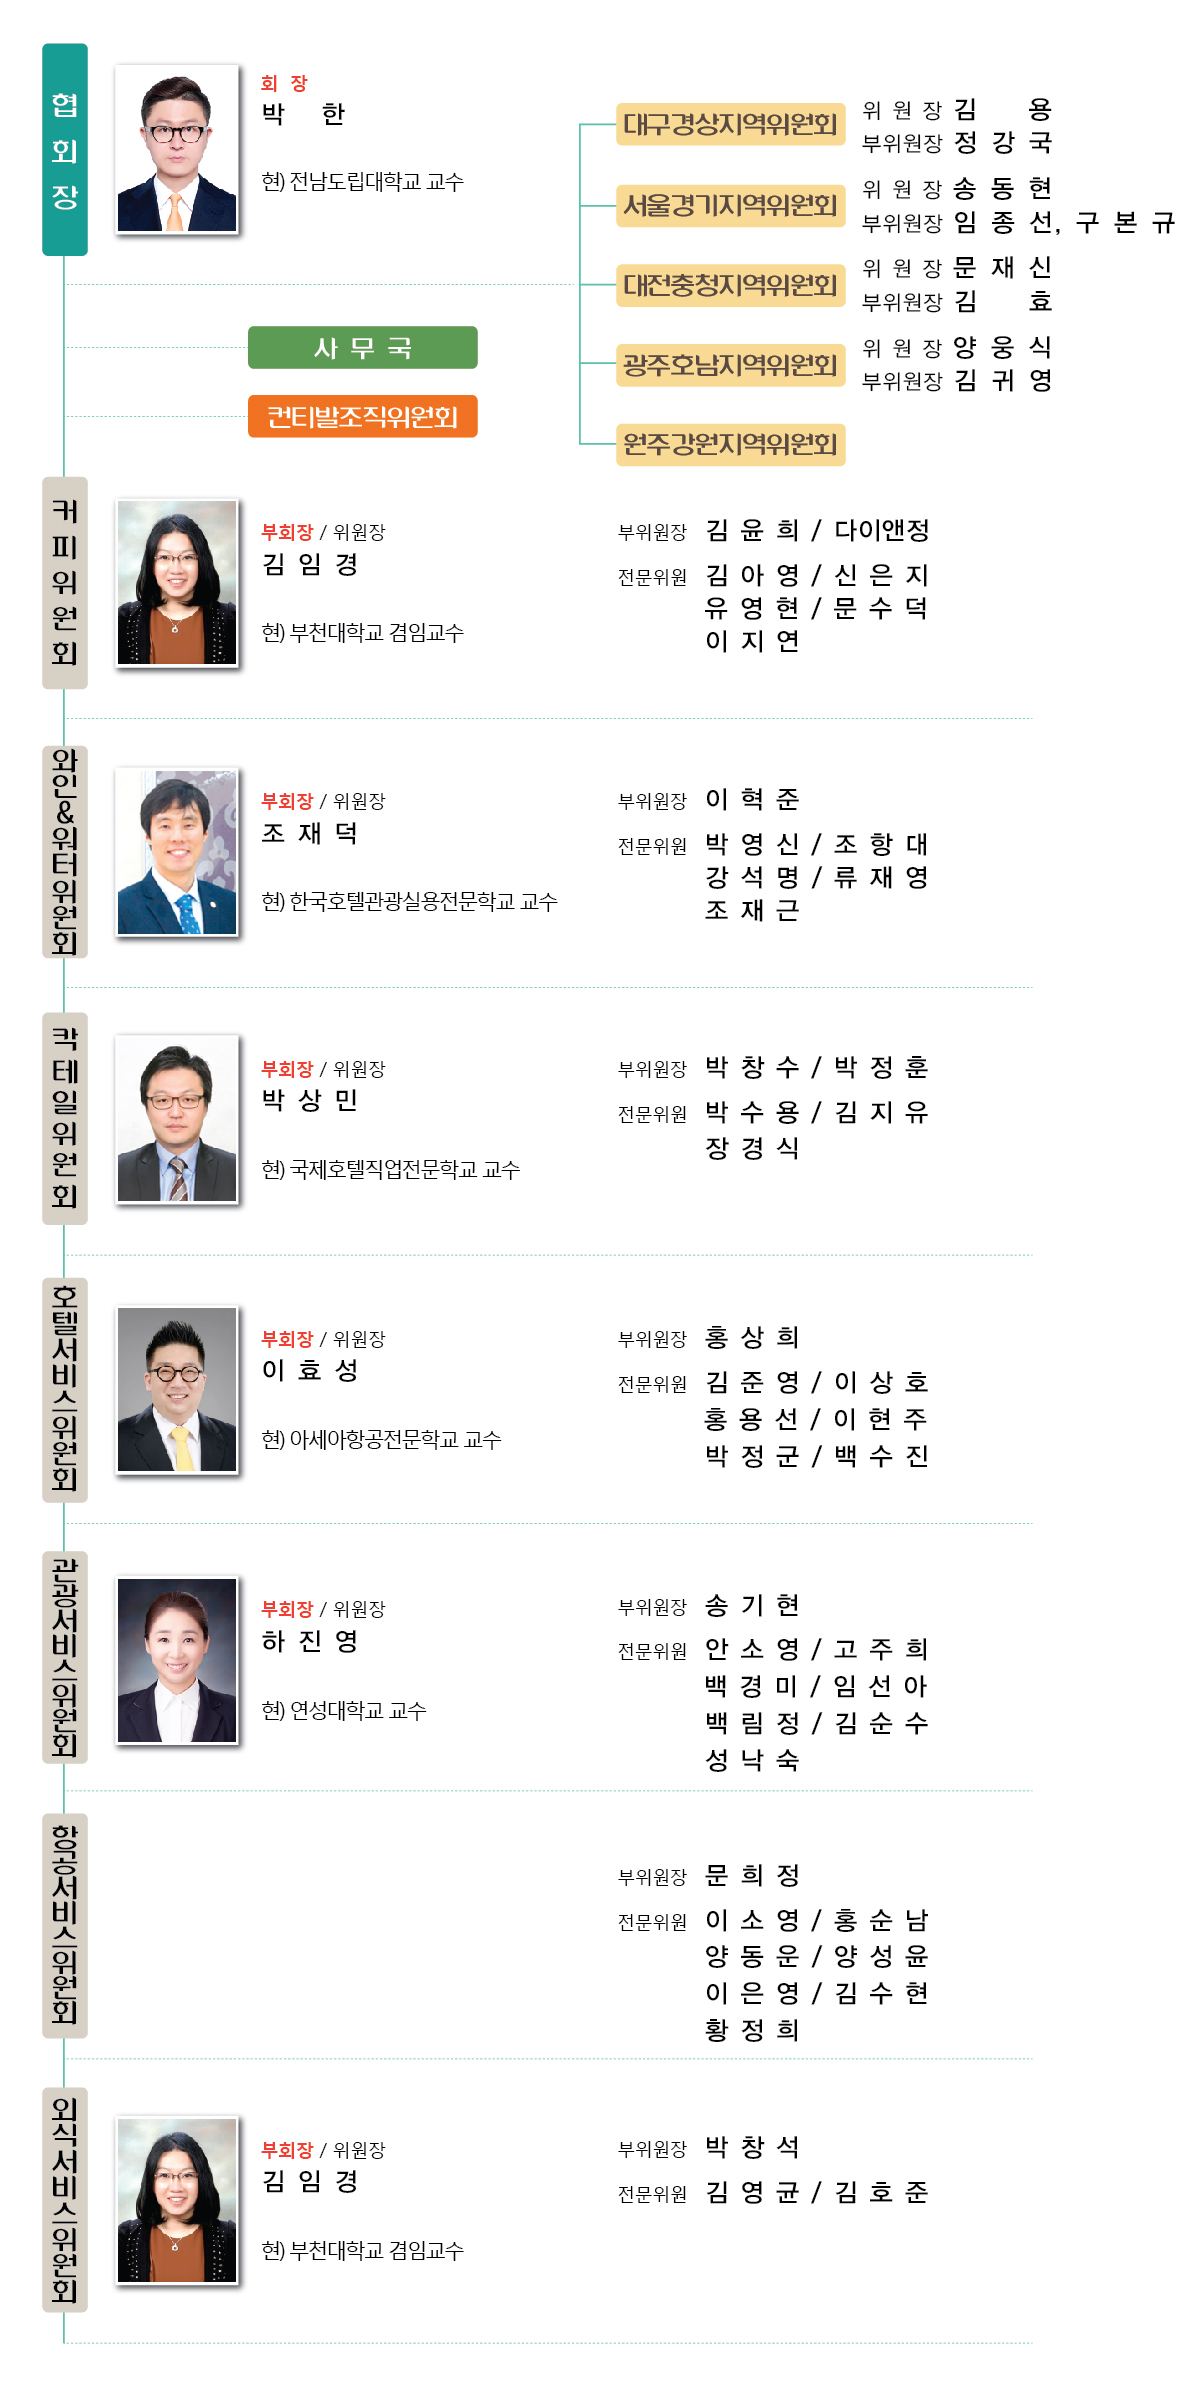 협회장
회 장
박 한
현) 전남도립대학교 교수
대구경상지역위원회
위 원 장 김 용
부위원장 정 강 국
서울경기지역위원회
위 원 장 송 동 현
부위원장 임 종 선, 구 본 규
대전충청지역위원회
위 원 장 문 재 신
부위원장 김 효
광주호남지역위원회
위 원 장 양 웅 식
부위원장 김 귀 영
원주강원지역위원회
사 무 국
컨티발조직위원회
커피위원회
부회장 / 위원장
김 임 경
현) 부천대학교 겸임교수
부위원장 김 윤 희 / 다이앤정
전문위원 김 아 영 / 신 은 지
유 영 현 / 문 수 덕
이 지 연
와인&워터위원회
부회장 / 위원장
조 재 덕
현) 한국호텔관광실용전문학교 교수
부위원장 이 혁 준
전문위원 박 영 신 / 조 항 대
강 석 명 / 류 재 영
조 재 근
칵테일위원회
부회장 / 위원장
박 상 민
현) 국제호텔직업전문학교 교수
부위원장 박 창 수 / 박 정 훈
전문위원 박 수 용 / 김 지 유
장 경 식
호텔서비스위원회
부회장 / 위원장
이 효 성
현) 아세아항공전문학교 교수
부위원장 홍 상 희
전문위원 김 준 영 / 이 상 호
홍 용 선 / 이 현 주
박 정 군 / 백 수 진
관광서비스위원회
부회장 / 위원장
하 진 영
현) 연성대학교 교수
부위원장 송 기 현
전문위원 안 소 영 / 고 주 희
백 경 미 / 임 선 아
백 림 정 / 김 순 수
성 낙 숙
항공서비스위원회
부위원장 문 희 정
전문위원 이 소 영 / 홍 순 남
양 동 운 / 양 성 윤
이 은 영 / 김 수 현
황 정 희
외식서비스위원회
부회장 / 위원장
김 임 경
현) 부천대학교 겸임교수
부위원장 박 창 석
전문위원 김 영 균 / 김 호 준